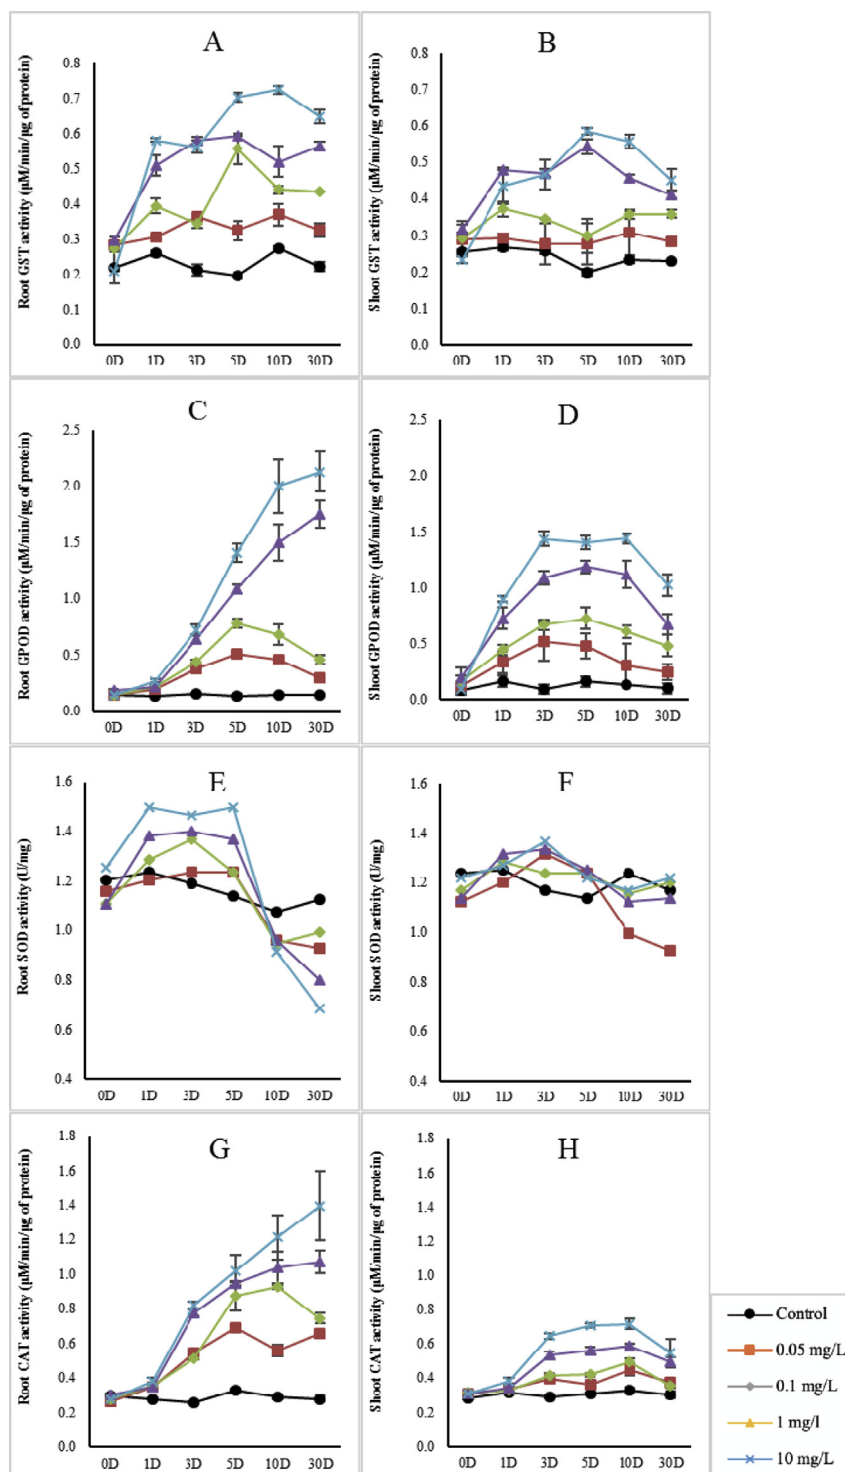 A
Root GST activity (µM/min/µg of protein)
0.8
0.7
0.6
0.5
0.4
0.3
0.2
0.1
0.0
0D 1D 3D 5D 10D 30D
B
Shoot GST activity (µM/min/µg of protein)
0.8
0.7
0.6
0.5
0.4
0.3
0.2
0.1
0.0
0D 1D 3D 5D 10D 30D
C
Root GPOD activity (µM/min/µg of protein)
2.5
2.0
1.5
1.0
0.5
0.0
0D 1D 3D 5D 10D 30D
D
Shoot GPOD activity (µM/min/µg of protein)
2.5
2.0
1.5
1.0
0.5
0.0
0D 1D 3D 5D 10D 30D
E
Root SOD activity (U/mg)
1.6
1.4
1.2
1.0
0.8
0.6
0.4
0D 1D 3D 5D 10D 30D
F
Shoot SOD activity (U/mg)
1.6
1.4
1.2
1.0
0.8
0.6
0.4
0D 1D 3D 5D 10D 30D
G
Root CAT activity (µM/min/µg of protein)
1.8
1.6
1.4
1.2
1.0
0.8
0.6
0.4
0.2
0.0
0D 1D 3D 5D 10D 30D
H
Shoot CAT activity (µM/min/µg of protein)
1.8
1.6
1.4
1.2
1.0
0.8
0.6
0.4
0.2
0.0
0D 1D 3D 5D 10D 30D
Control
0.05 mg/L
0.1 mg/L
1 mg/l
10 mg/L